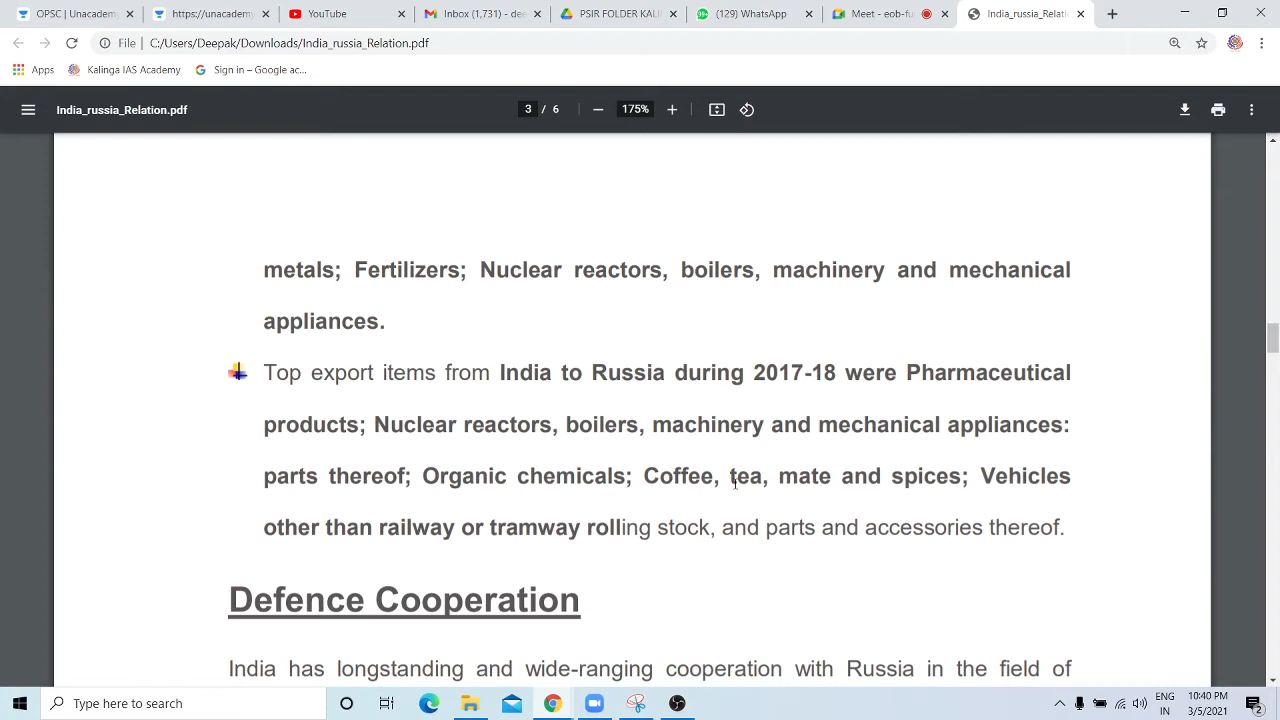 OPSC | Unacademy
https://unacademy
YouTube
Inbox (1,731) - dee
PSIR FOLDER KALI
(129) WhatsApp
Meet - eob-fu
India_russia_Relati
File | C:/Users/Deepak/Downloads/India_russia_Relation.pdf
Apps
Kalinga IAS Academy
Sign in – Google ac...
India_russia_Relation.pdf
3 / 6
175%
metals; Fertilizers; Nuclear reactors, boilers, machinery and mechanical
appliances.
Top export items from India to Russia during 2017-18 were Pharmaceutical
products; Nuclear reactors, boilers, machinery and mechanical appliances:
parts thereof; Organic chemicals; Coffee, tea, mate and spices; Vehicles
other than railway or tramway rolling stock, and parts and accessories thereof.
Defence Cooperation
India has longstanding and wide-ranging cooperation with Russia in the field of
Type here to search
ENG
IN
10:40 PM
3/5/2021
2